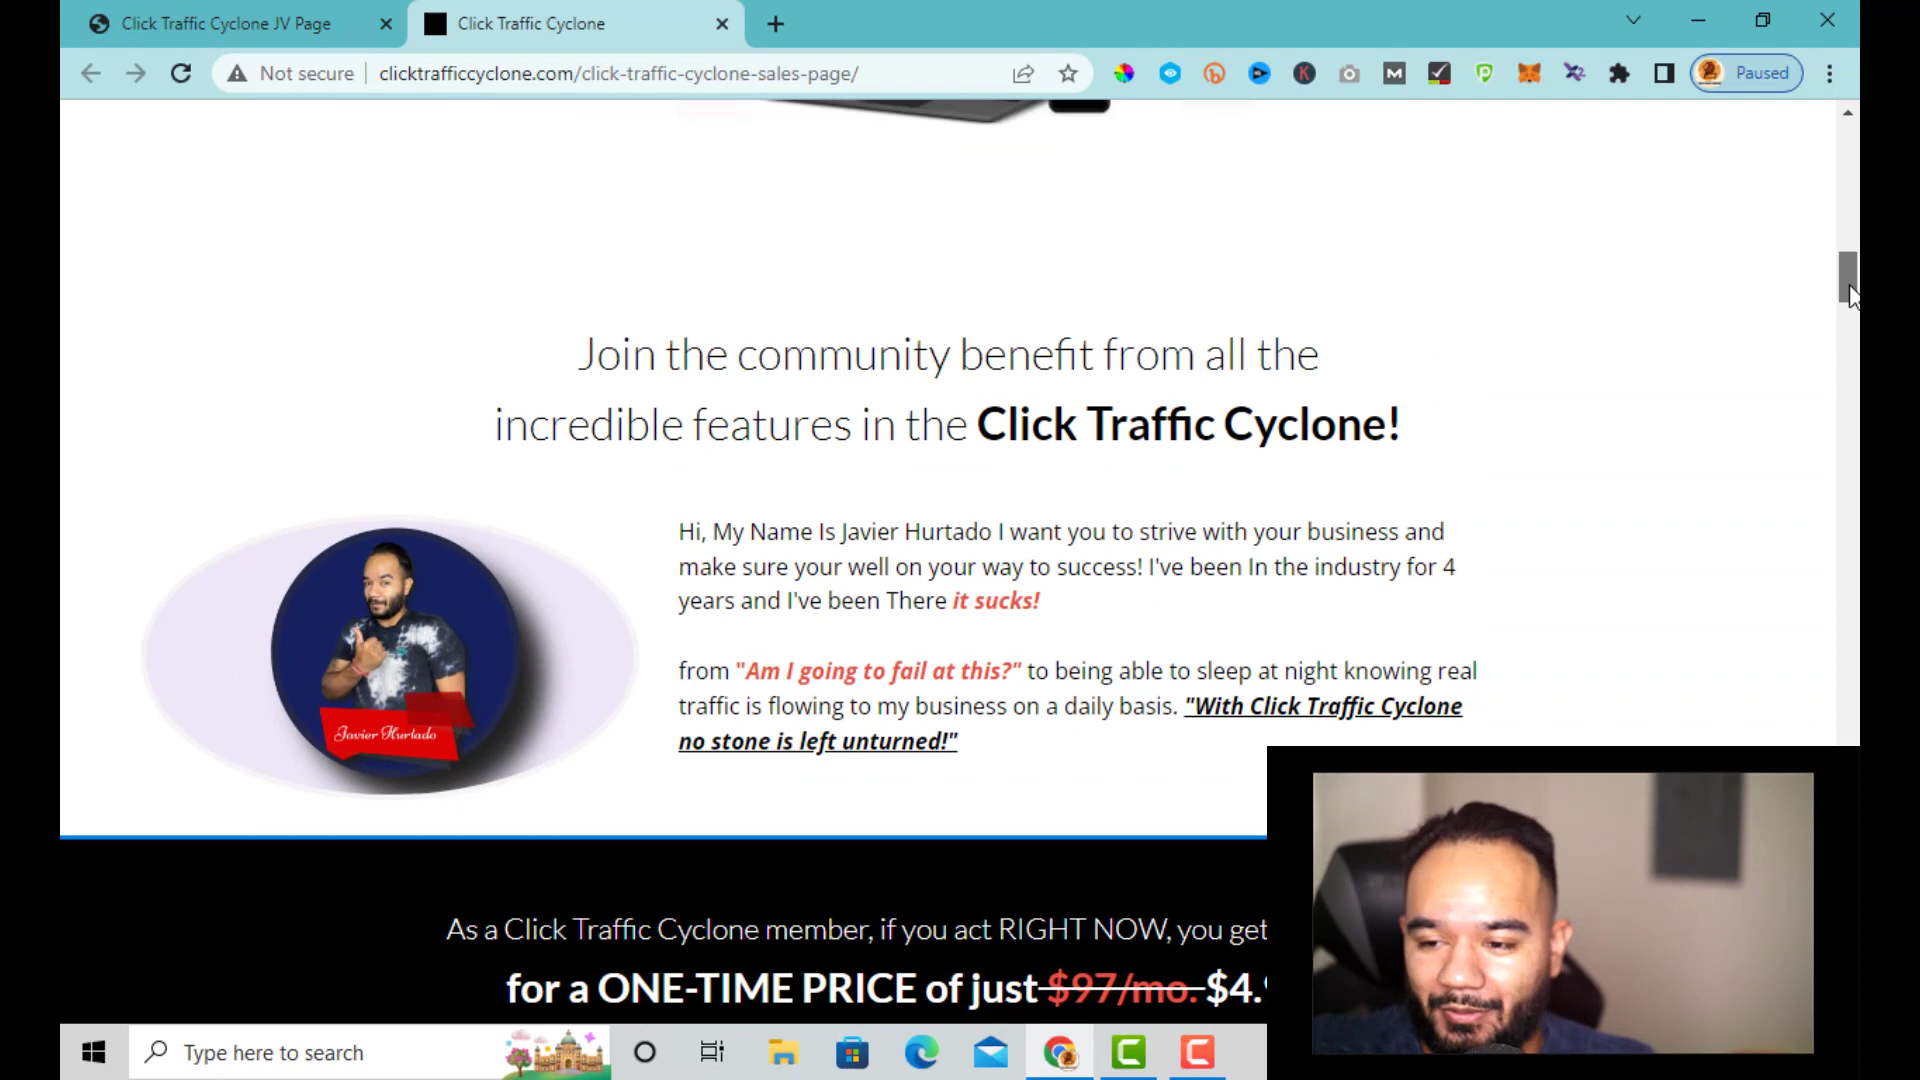 Click Traffic Cyclone JV Page
Click Traffic Cyclone
Not secure
clicktrafficcyclone.com/click-traffic-cyclone-sales-page/
Paused
Join the community benefit from all the
incredible features in the Click Traffic Cyclone!
Hi, My Name Is Javier Hurtado I want you to strive with your business and
make sure your well on your way to success! I've been In the industry for 4
years and I've been There it sucks!
from "Am I going to fail at this?" to being able to sleep at night knowing real
traffic is flowing to my business on a daily basis. "With Click Traffic Cyclone
no stone is left unturned!"
Javier Hurtado
As a Click Traffic Cyclone member, if you act RIGHT NOW, you get
for a ONE-TIME PRICE of just $97/mo. $4.
Type here to search